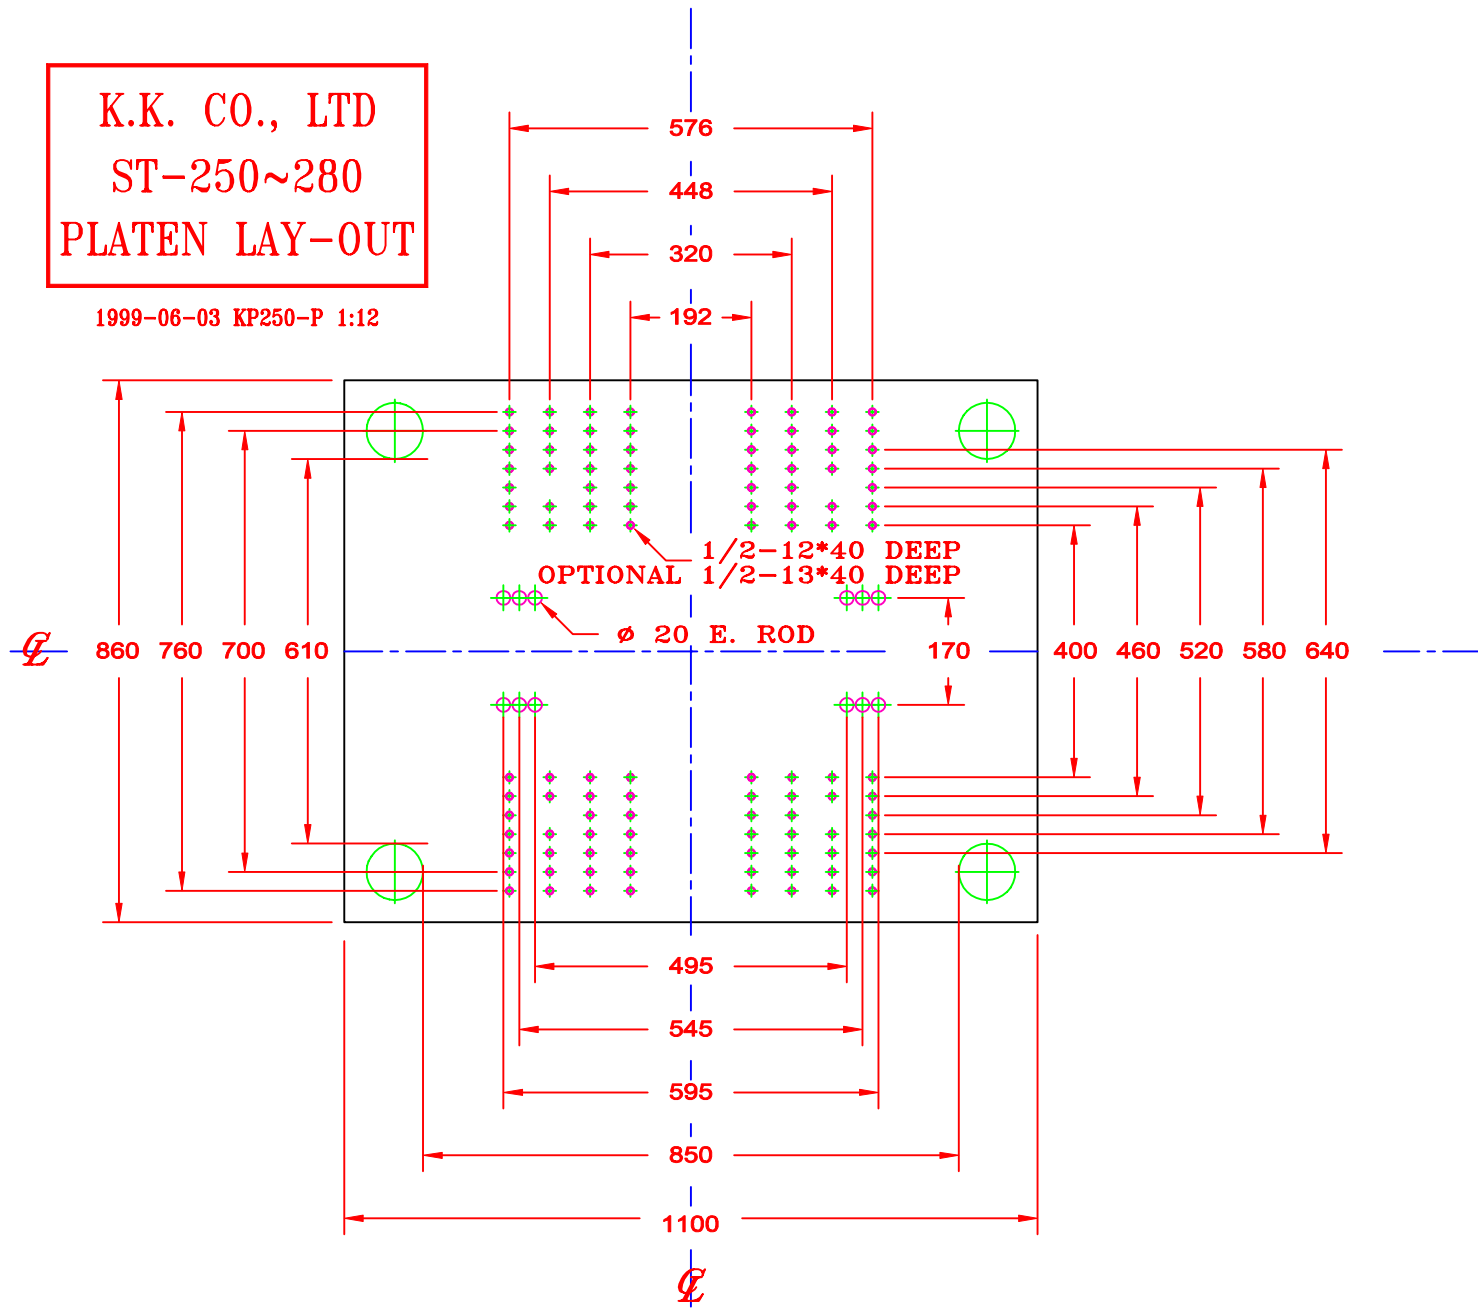 K.K. CO., LTD
ST-250~280
PLATEN LAY-OUT
1999-06-03 KP250-P 1:12
576
448
320
192
1/2-12*40 DEEP
OPTIONAL 1/2-13*40 DEEP
ø 20 E. ROD
℄ 860 760 700 610 170 400 460 520 580 640
495
545
595
850
1100
℄